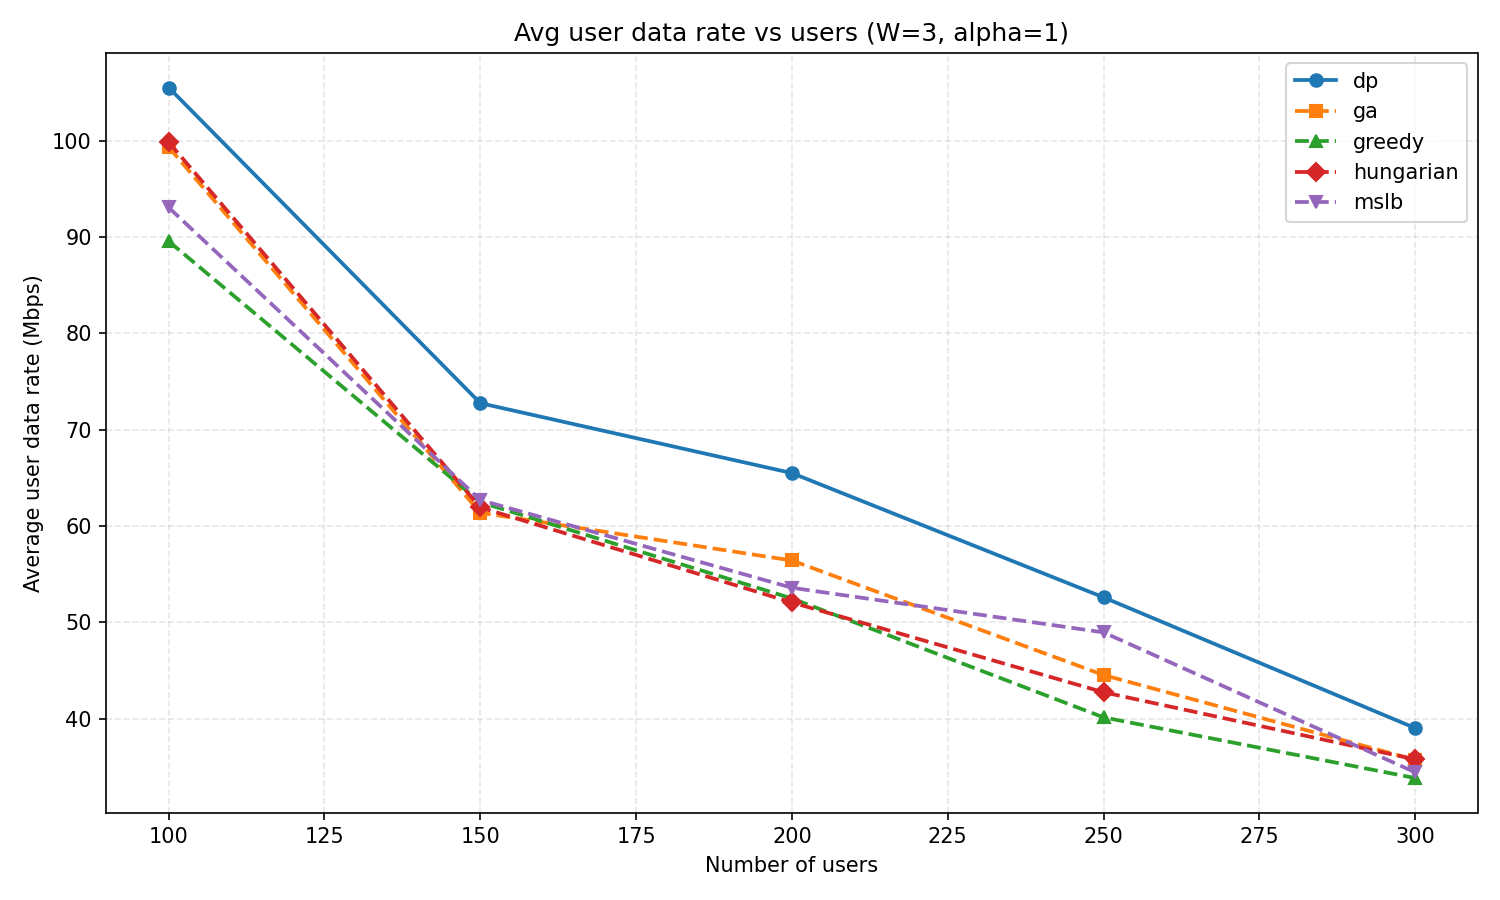 Avg user data rate vs users (W=3, alpha=1)
dp
ga
greedy
hungarian
mslb
Average user data rate (Mbps)
100
90
80
70
60
50
40
100 125 150 175 200 225 250 275 300
Number of users